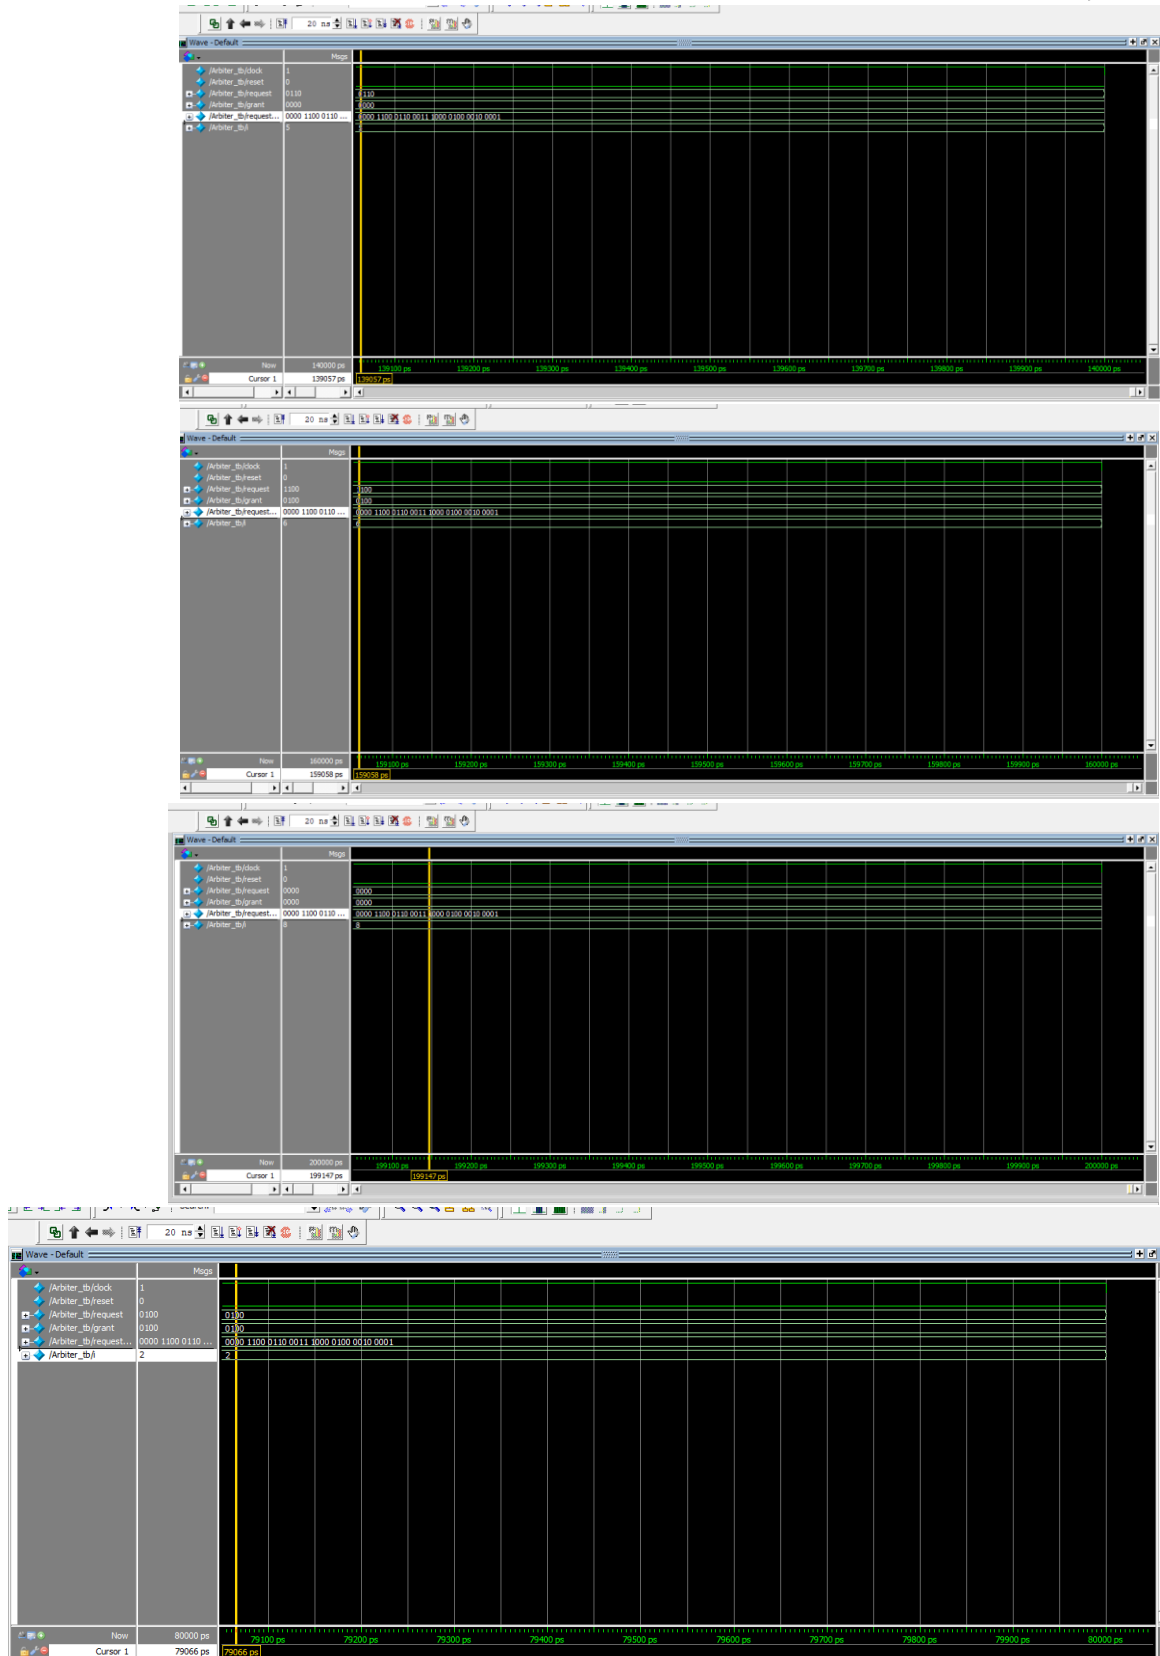 20 ns
Wave - Default
Msgs
/Arbiter_tb/clock 1
/Arbiter_tb/reset 0
/Arbiter_tb/request 0110 110
/Arbiter_tb/grant 0000 000
/Arbiter_tb/request... 0000 1100 0110 ... 0000 1100 0110 0011 1000 0100 0010 0001
/Arbiter_tb/i 5
Now 140000 ps 139100 ps 139200 ps 139300 ps 139400 ps 139500 ps 139600 ps 139700 ps 139800 ps 139900 ps 140000 ps
Cursor 1 139057 ps 139057 ps
20 ns
Wave - Default
Msgs
/Arbiter_tb/clock 1
/Arbiter_tb/reset 0
/Arbiter_tb/request 1100 1100
/Arbiter_tb/grant 0100 0100
/Arbiter_tb/request... 0000 1100 0110 ... 0000 1100 0110 0011 1000 0100 0010 0001
/Arbiter_tb/i 6 6
Now 160000 ps 159100 ps 159200 ps 159300 ps 159400 ps 159500 ps 159600 ps 159700 ps 159800 ps 159900 ps 160000 ps
Cursor 1 159058 ps 159058 ps
20 ns
Wave - Default
Msgs
/Arbiter_tb/clock 1
/Arbiter_tb/reset 0
/Arbiter_tb/request 0000 0000
/Arbiter_tb/grant 0000 0000
/Arbiter_tb/request... 0000 1100 0110 ... 0000 1100 0110 0011 1000 0100 0010 0001
/Arbiter_tb/i 8 8
Now 200000 ps 199100 ps 199200 ps 199300 ps 199400 ps 199500 ps 199600 ps 199700 ps 199800 ps 199900 ps 200000 ps
Cursor 1 199147 ps 199147 ps
20 ns
Wave - Default
Msgs
/Arbiter_tb/clock 1
/Arbiter_tb/reset 0
/Arbiter_tb/request 0100 0100
/Arbiter_tb/grant 0100 0100
/Arbiter_tb/request... 0000 1100 0110 ... 0000 1100 0110 0011 1000 0100 0010 0001
/Arbiter_tb/i 2 2
Now 80000 ps 79100 ps 79200 ps 79300 ps 79400 ps 79500 ps 79600 ps 79700 ps 79800 ps 79900 ps 80000 ps
Cursor 1 79066 ps 79066 ps